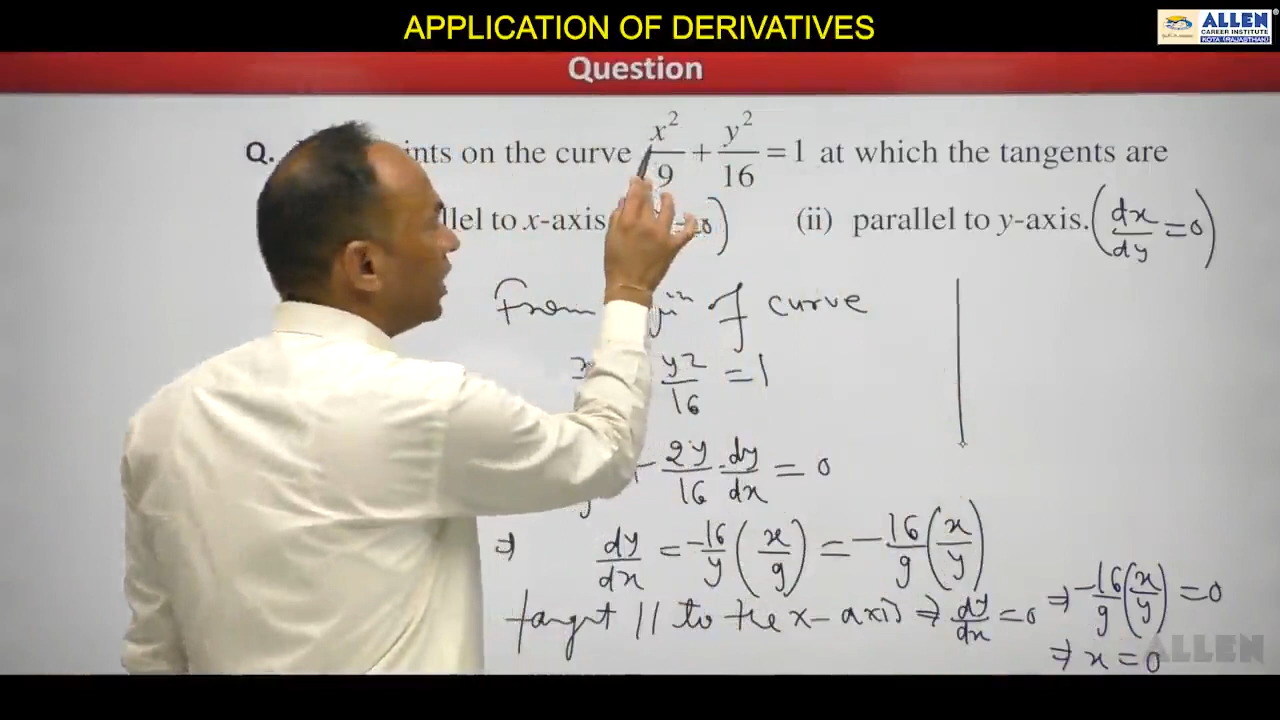 APPLICATION OF DERIVATIVES
ALLEN
CAREER INSTITUTE
KOTA (RAJASTHAN)
Question
Q. ints on the curve x²/9 + y²/16 = 1 at which the tangents are
llel to x-axis (ii) parallel to y-axis. (dx/dy = 0)
From of curve
y²/16 = 1
2y/16 · dy/dx = 0
⇒ dy/dx = -16/y (x/9) = -16/9 (x/y)
tangnt // to the x-axis ⇒ dy/dx = 0 ⇒ -16/9 (x/y) = 0
⇒ x = 0
ALLEN